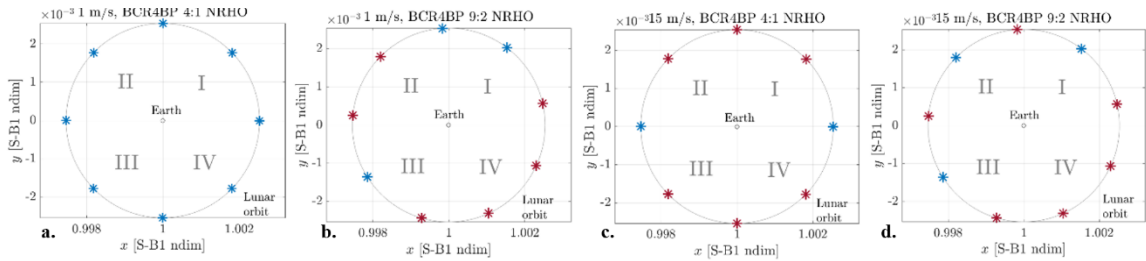 ×10⁻³ 1 m/s, BCR4BP 4:1 NRHO
2
1
0
-1
-2
y [S-B1 ndim]
II
I
Earth
III
IV
Lunar
orbit
0.998
1.002
x [S-B1 ndim]
a.
×10⁻³ 1 m/s, BCR4BP 9:2 NRHO
2
1
0
-1
-2
y [S-B1 ndim]
II
I
Earth
III
IV
Lunar
orbit
0.998
1.002
x [S-B1 ndim]
b.
×10⁻³ 15 m/s, BCR4BP 4:1 NRHO
2
1
0
-1
-2
y [S-B1 ndim]
II
I
Earth
III
IV
Lunar
orbit
0.998
1.002
x [S-B1 ndim]
c.
×10⁻³ 15 m/s, BCR4BP 9:2 NRHO
2
1
0
-1
-2
y [S-B1 ndim]
II
I
Earth
III
IV
Lunar
orbit
0.998
1.002
x [S-B1 ndim]
d.